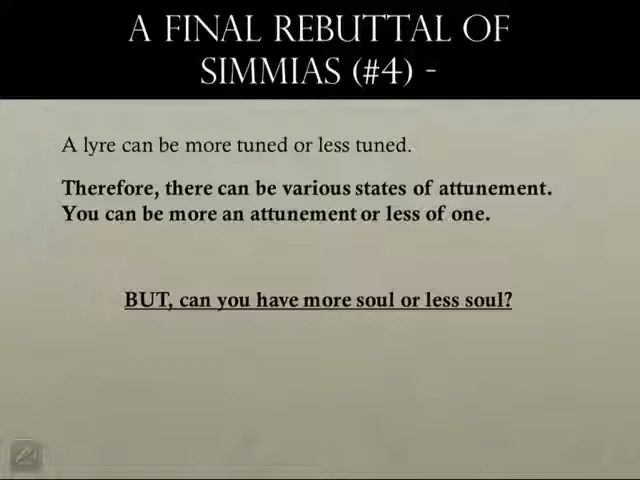 A FINAL REBUTTAL OF
SIMMIAS (#4) -
A lyre can be more tuned or less tuned.
Therefore, there can be various states of attunement.
You can be more an attunement or less of one.
BUT, can you have more soul or less soul?